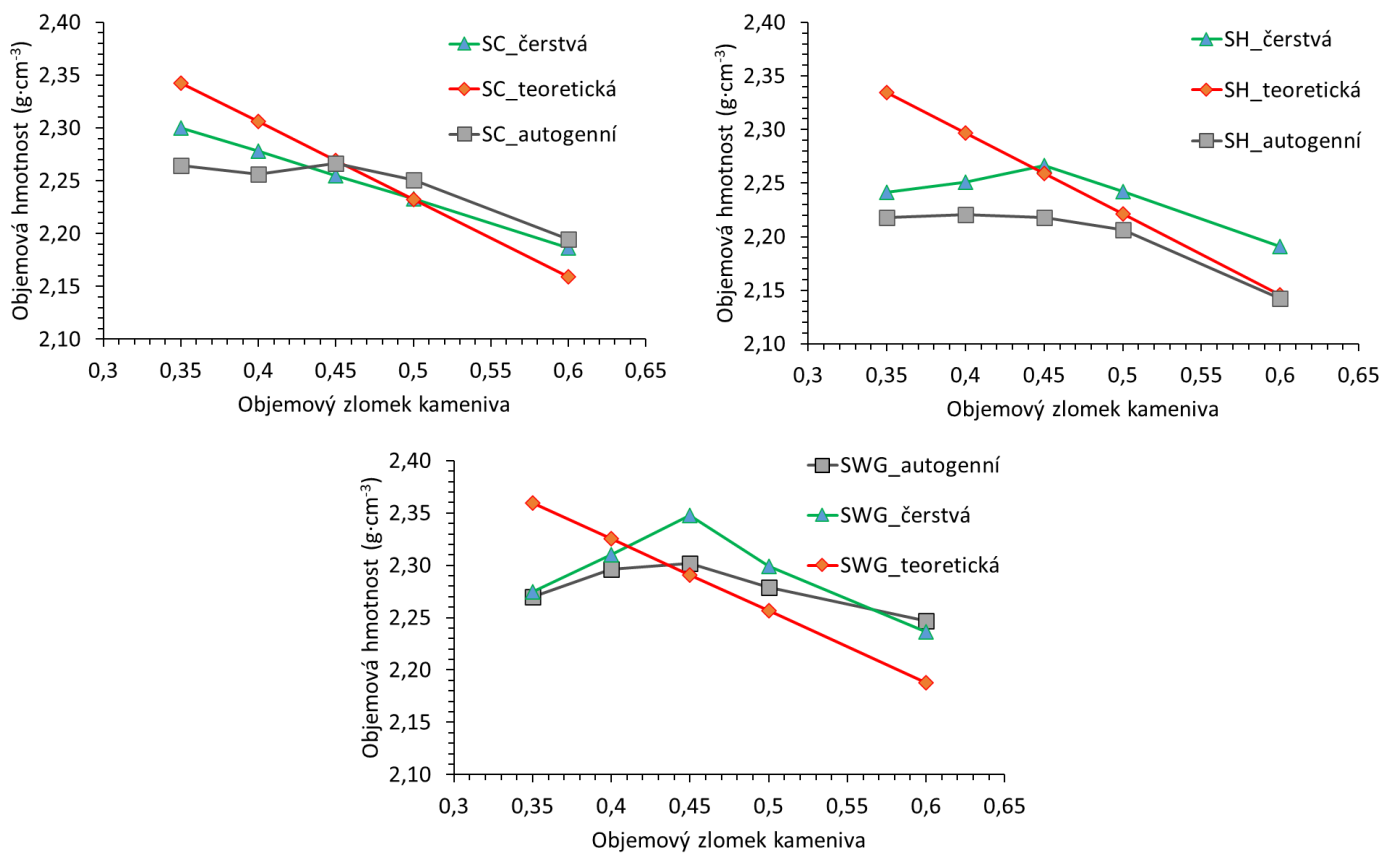 Objemová hmotnost (g·cm⁻³)
2,40
2,35
2,30
2,25
2,20
2,15
2,10
SC_čerstvá
SC_teoretická
SC_autogenní
0,3 0,35 0,4 0,45 0,5 0,55 0,6 0,65
Objemový zlomek kameniva
Objemová hmotnost (g·cm⁻³)
2,40
2,35
2,30
2,25
2,20
2,15
2,10
SH_čerstvá
SH_teoretická
SH_autogenní
0,3 0,35 0,4 0,45 0,5 0,55 0,6 0,65
Objemový zlomek kameniva
Objemová hmotnost (g·cm⁻³)
2,40
2,35
2,30
2,25
2,20
2,15
2,10
SWG_autogenní
SWG_čerstvá
SWG_teoretická
0,3 0,35 0,4 0,45 0,5 0,55 0,6 0,65
Objemový zlomek kameniva